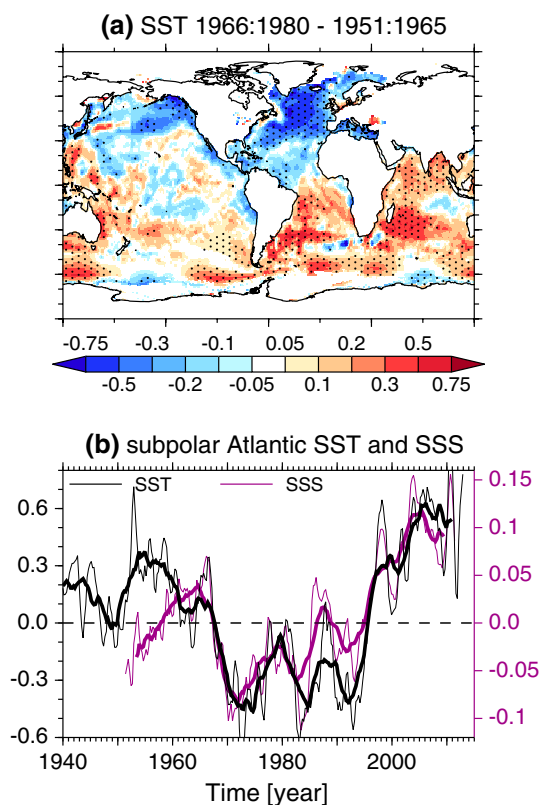 (a) SST 1966:1980 - 1951:1965
-0.75 -0.3 -0.1 0.05 0.2 0.5
-0.5 -0.2 -0.05 0.1 0.3 0.75
(b) subpolar Atlantic SST and SSS
SST SSS
0.6
0.3
0.0
-0.3
-0.6
0.15
0.1
0.05
0.0
-0.05
-0.1
1940 1960 1980 2000
Time [year]